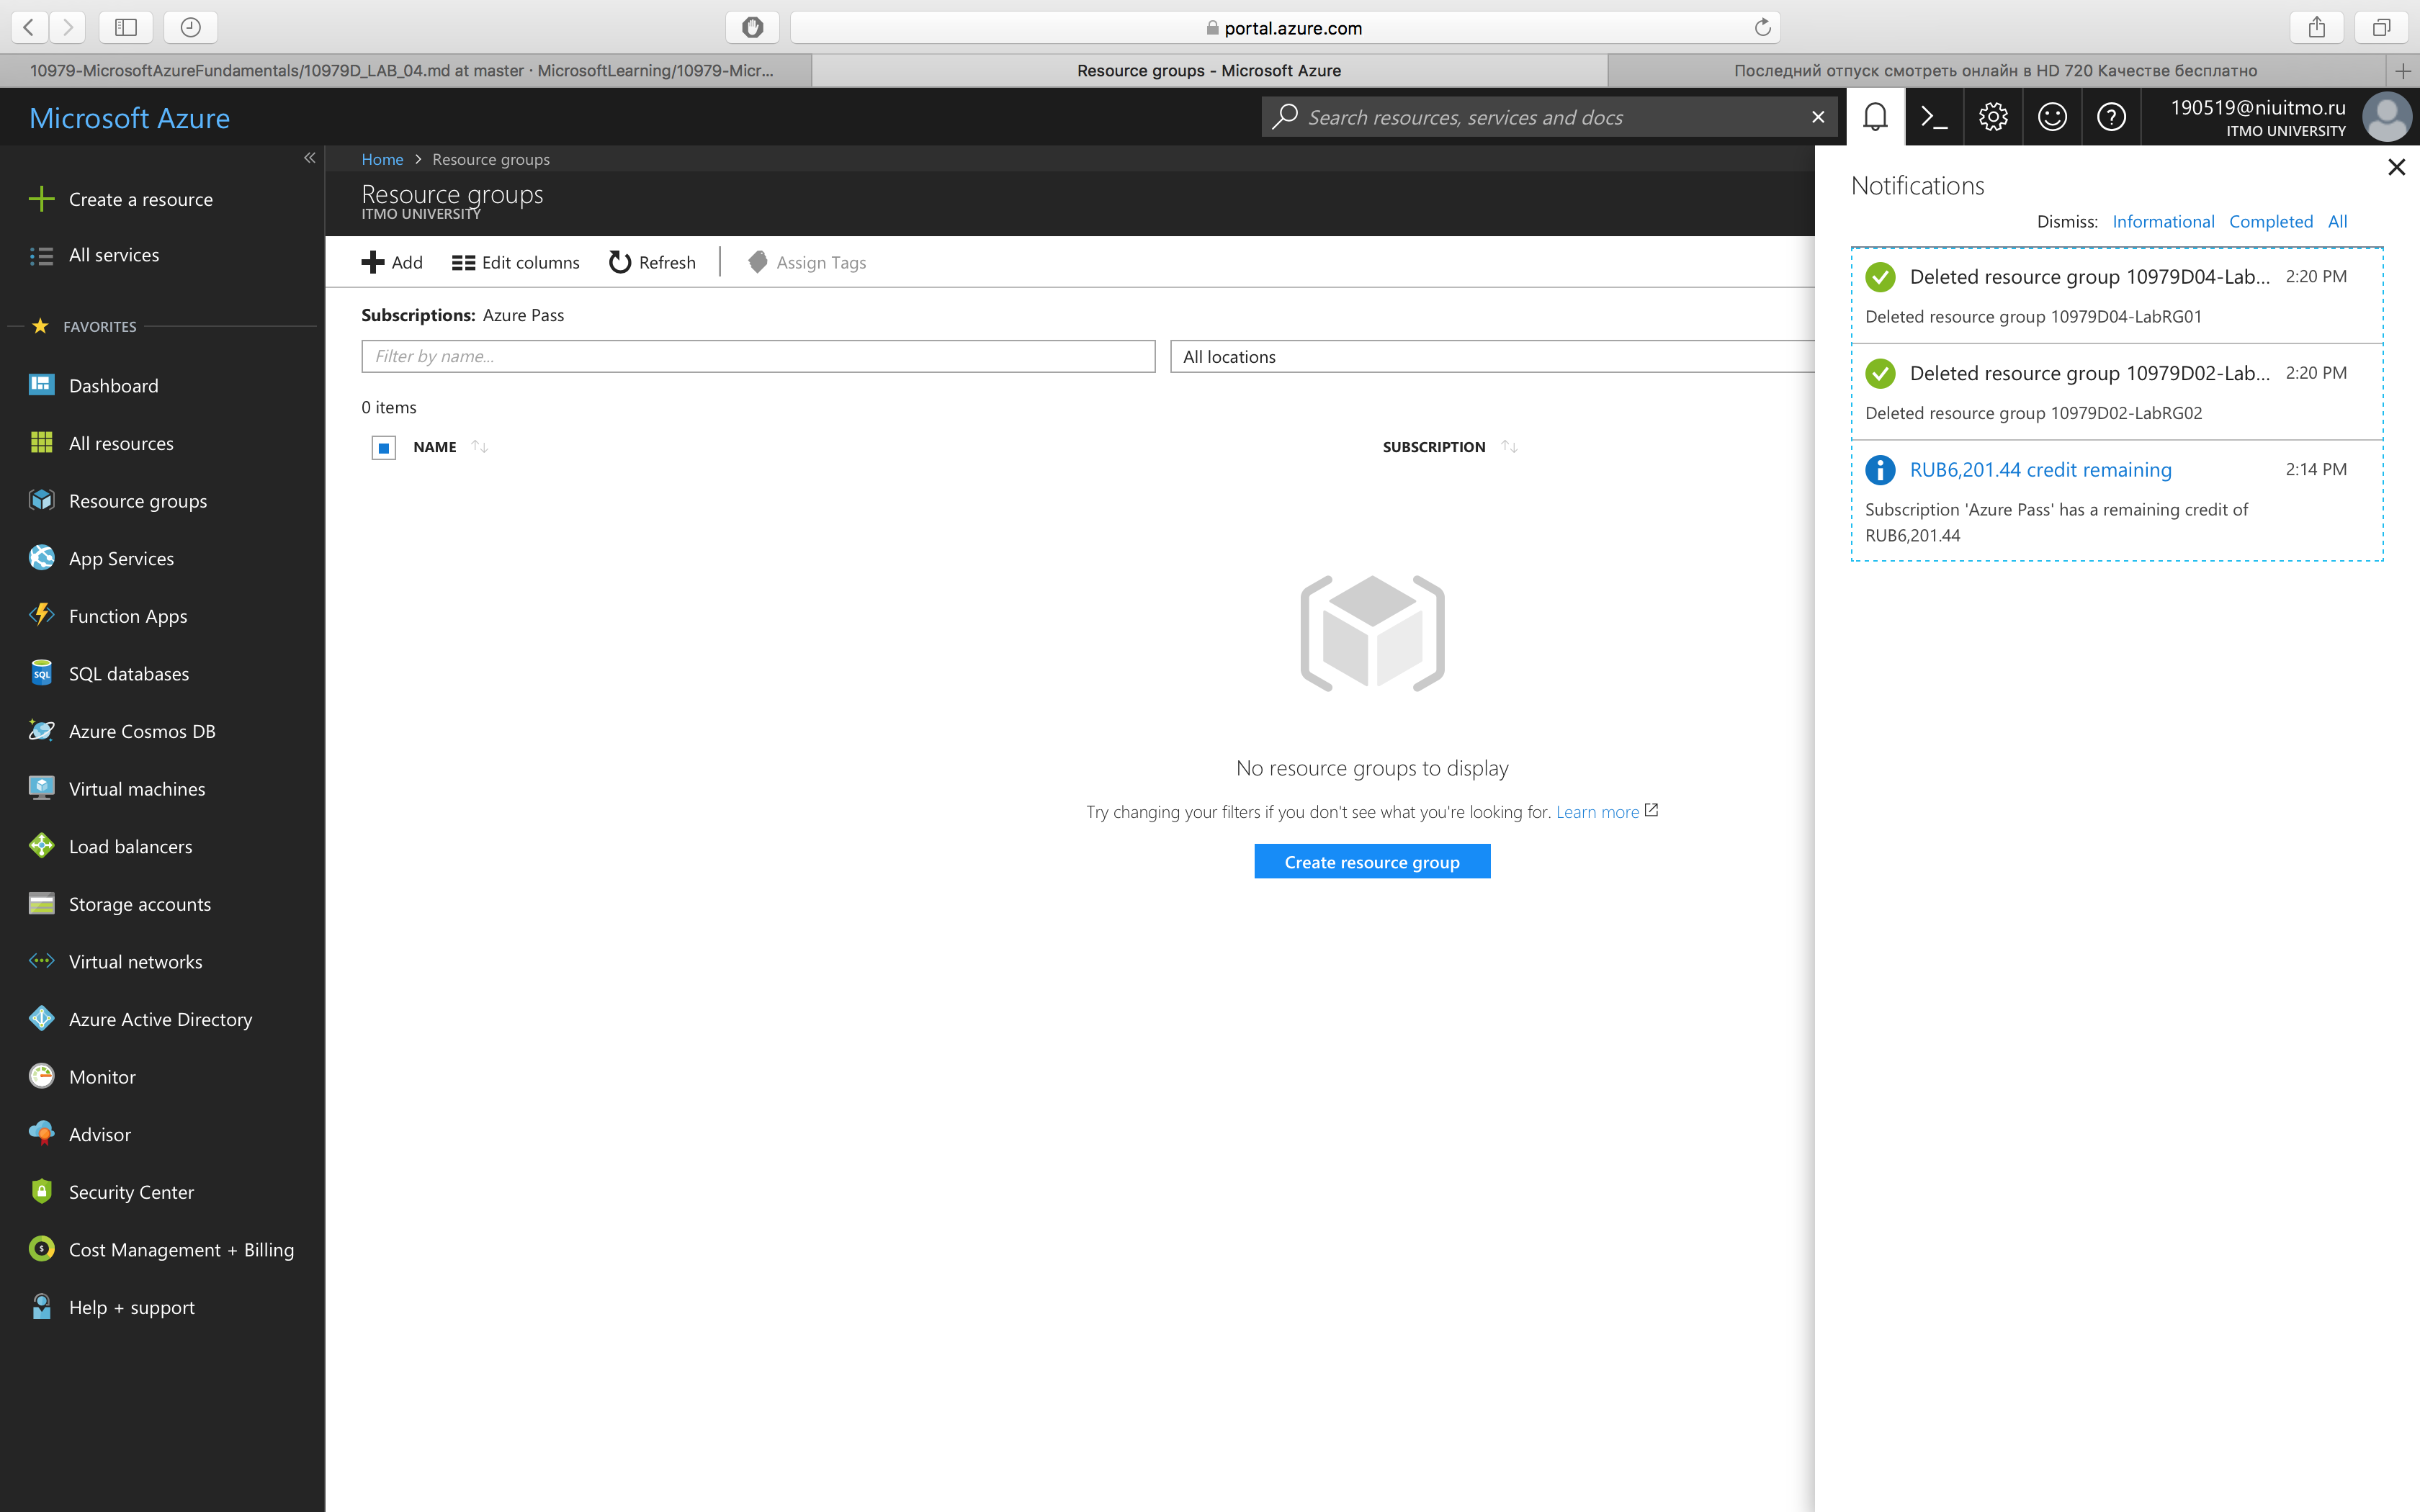 portal.azure.com
10979-MicrosoftAzureFundamentals/10979D_LAB_04.md at master · MicrosoftLearning/10979-Micr...
Resource groups - Microsoft Azure
Последний отпуск смотреть онлайн в HD 720 Качестве бесплатно
Microsoft Azure
Search resources, services and docs
190519@niuitmo.ru
ITMO UNIVERSITY
Create a resource
All services
FAVORITES
Dashboard
All resources
Resource groups
App Services
Function Apps
SQL
SQL databases
Azure Cosmos DB
Virtual machines
Load balancers
Storage accounts
Virtual networks
Azure Active Directory
Monitor
Advisor
Security Center
Cost Management + Billing
Help + support
Home > Resource groups
Resource groups
ITMO UNIVERSITY
Add
Edit columns
Refresh
Assign Tags
Subscriptions: Azure Pass
Filter by name...
All locations
0 items
NAME
SUBSCRIPTION
No resource groups to display
Try changing your filters if you don't see what you're looking for. Learn more
Create resource group
Notifications
Dismiss: Informational Completed All
Deleted resource group 10979D04-Lab... 2:20 PM
Deleted resource group 10979D04-LabRG01
Deleted resource group 10979D02-Lab... 2:20 PM
Deleted resource group 10979D02-LabRG02
RUB6,201.44 credit remaining 2:14 PM
Subscription 'Azure Pass' has a remaining credit of
RUB6,201.44